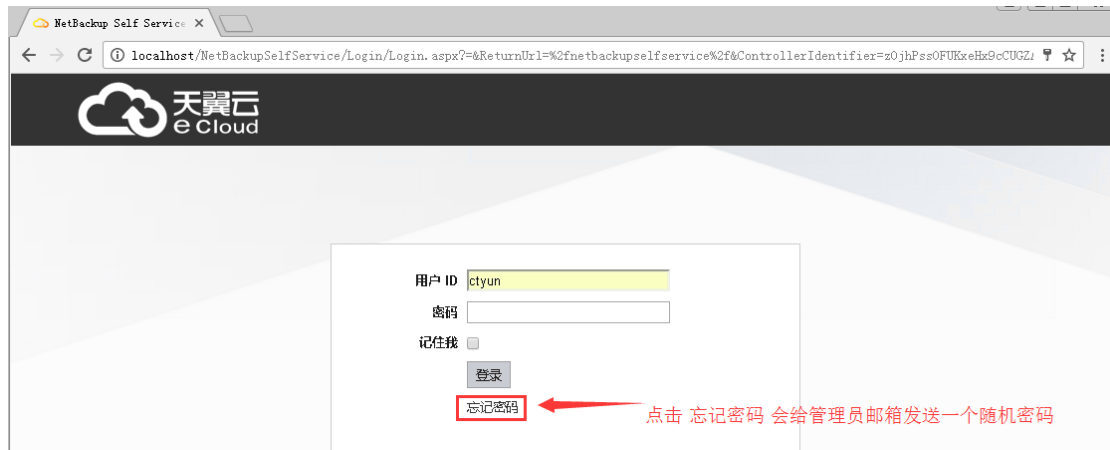 NetBackup Self Service
localhost/NetBackupSelfService/Login/Login.aspx?=&ReturnUrl=%2fnetbackupselfservice%2f&ControllerIdentifier=zOjhPssOFUKxeHx9cCUGZ
天翼云
e Cloud
用户 ID ctyun
密码
记住我
登录
忘记密码
点击 忘记密码 会给管理员邮箱发送一个随机密码